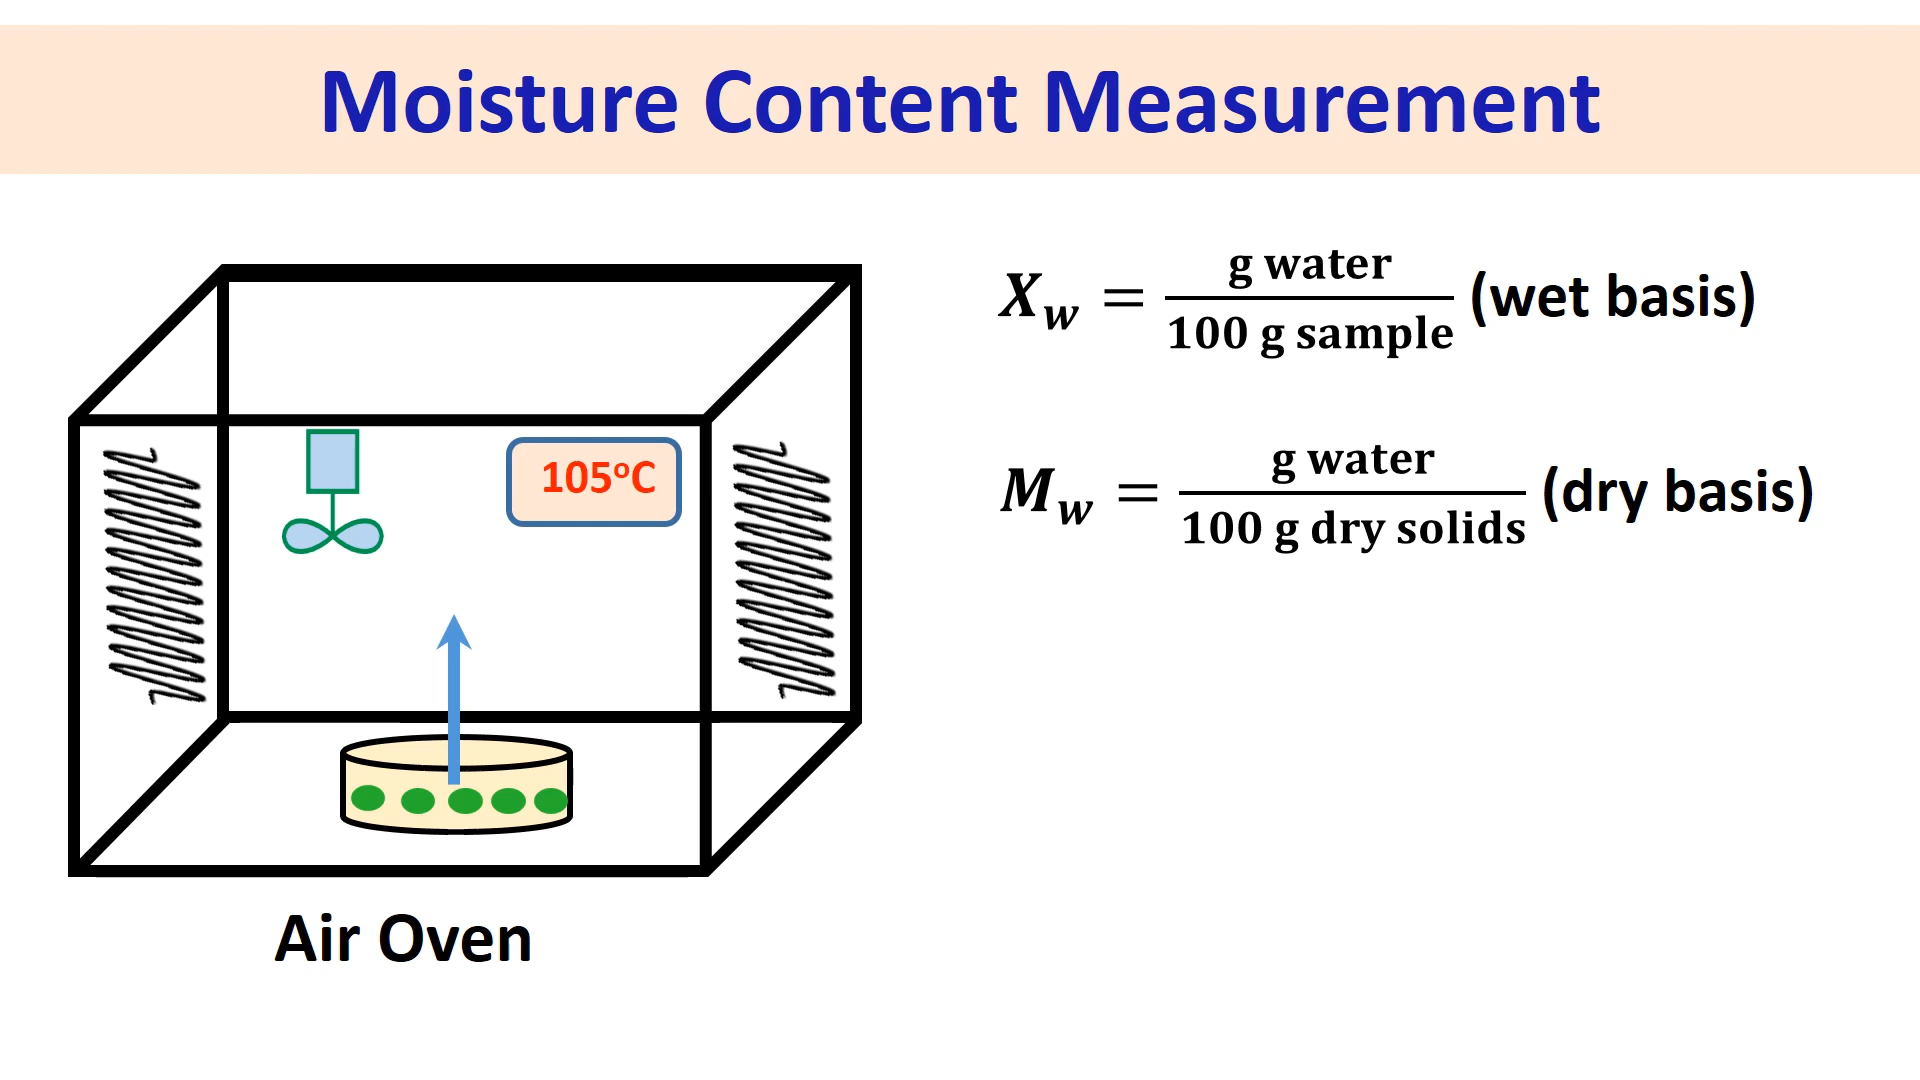 Moisture Content Measurement
X_w = g water / 100 g sample (wet basis)
M_w = g water / 100 g dry solids (dry basis)
105°C
Air Oven